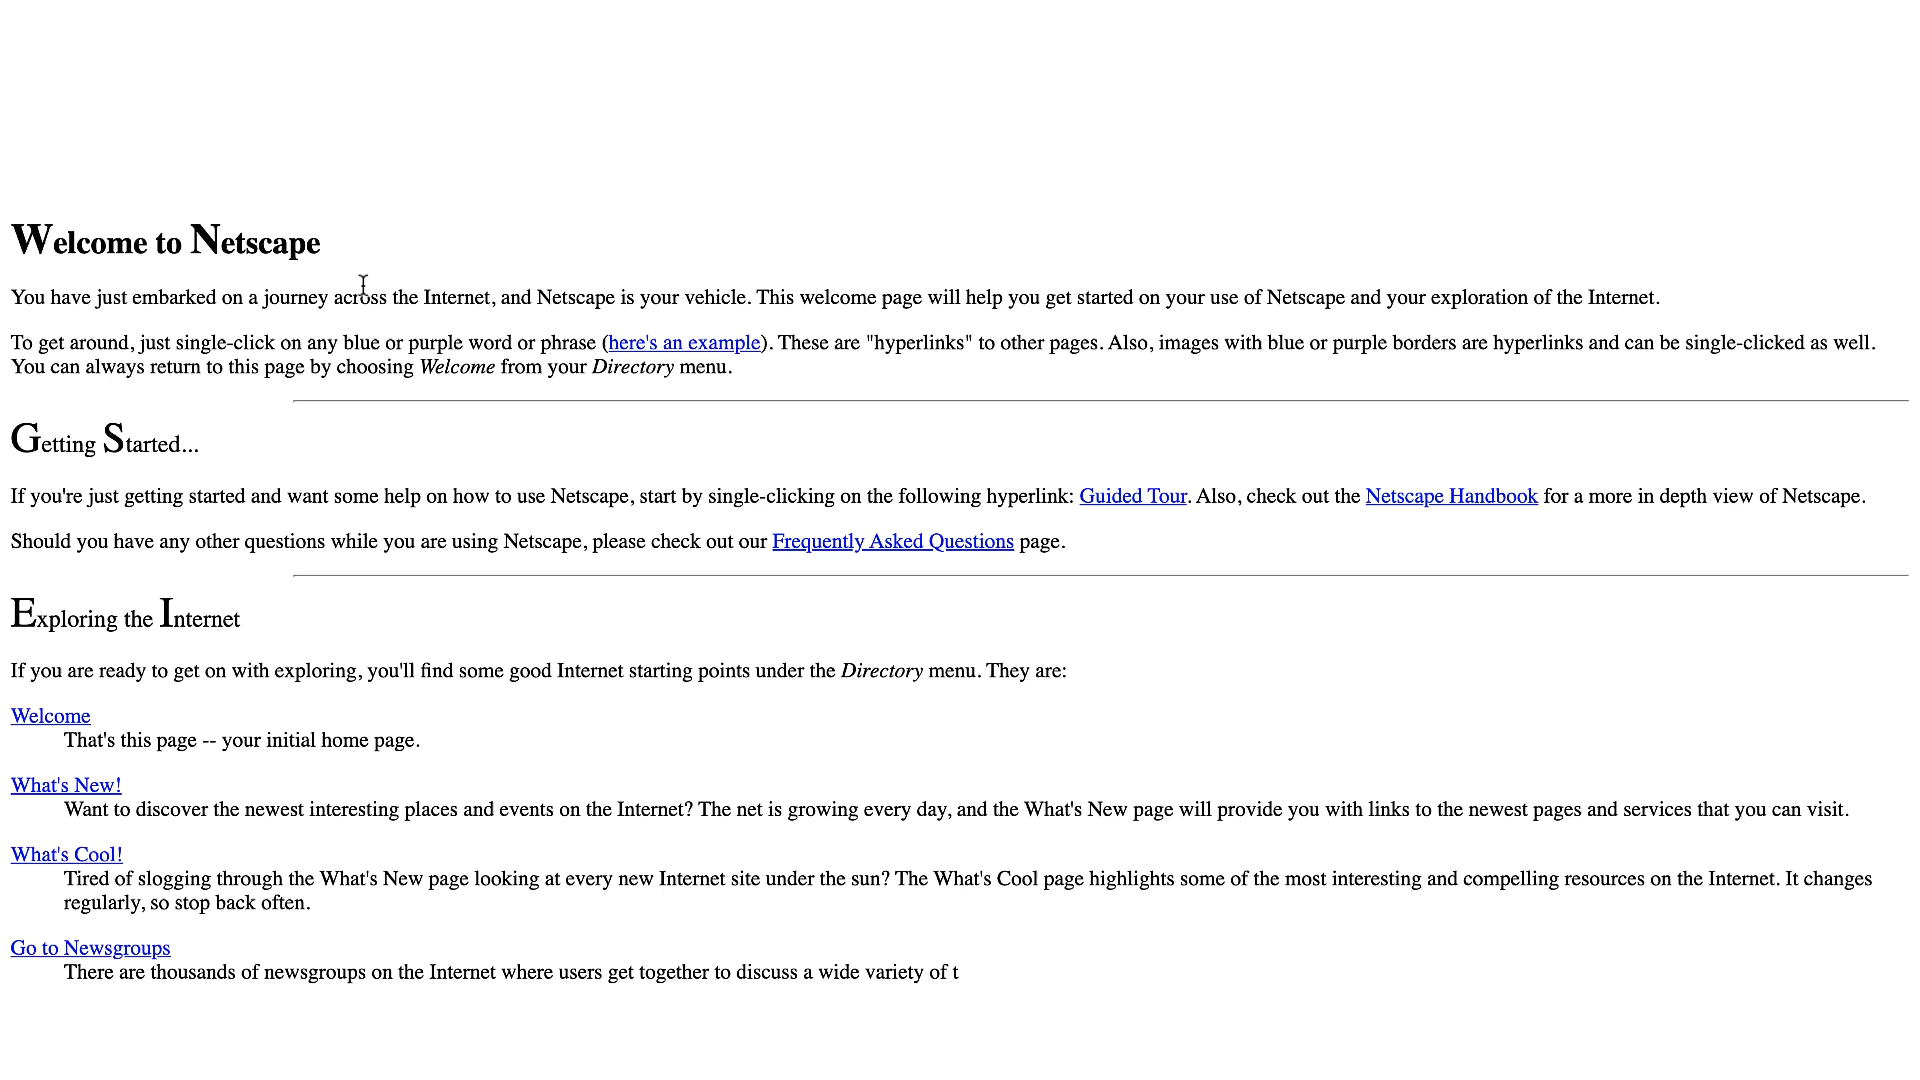 Welcome to Netscape
You have just embarked on a journey across the Internet, and Netscape is your vehicle. This welcome page will help you get started on your use of Netscape and your exploration of the Internet.
To get around, just single-click on any blue or purple word or phrase (here's an example). These are "hyperlinks" to other pages. Also, images with blue or purple borders are hyperlinks and can be single-clicked as well.
You can always return to this page by choosing Welcome from your Directory menu.
Getting Started...
If you're just getting started and want some help on how to use Netscape, start by single-clicking on the following hyperlink: Guided Tour. Also, check out the Netscape Handbook for a more in depth view of Netscape.
Should you have any other questions while you are using Netscape, please check out our Frequently Asked Questions page.
Exploring the Internet
If you are ready to get on with exploring, you'll find some good Internet starting points under the Directory menu. They are:
Welcome
That's this page -- your initial home page.
What's New!
Want to discover the newest interesting places and events on the Internet? The net is growing every day, and the What's New page will provide you with links to the newest pages and services that you can visit.
What's Cool!
Tired of slogging through the What's New page looking at every new Internet site under the sun? The What's Cool page highlights some of the most interesting and compelling resources on the Internet. It changes
regularly, so stop back often.
Go to Newsgroups
There are thousands of newsgroups on the Internet where users get together to discuss a wide variety of t